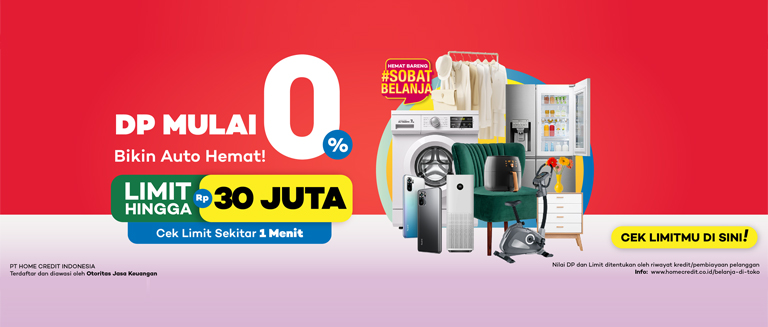 DP MULAI 0%
Bikin Auto Hemat!
LIMIT HINGGA Rp 30 JUTA
Cek Limit Sekitar 1 Menit
HEMAT BARENG
#SOBAT
BELANJA
CEK LIMITMU DI SINI!
PT HOME CREDIT INDONESIA
Terdaftar dan diawasi oleh Otoritas Jasa Keuangan
Nilai DP dan Limit ditentukan oleh riwayat kredit/pembiayaan pelanggan
Info: www.homecredit.co.id/belanja-di-toko